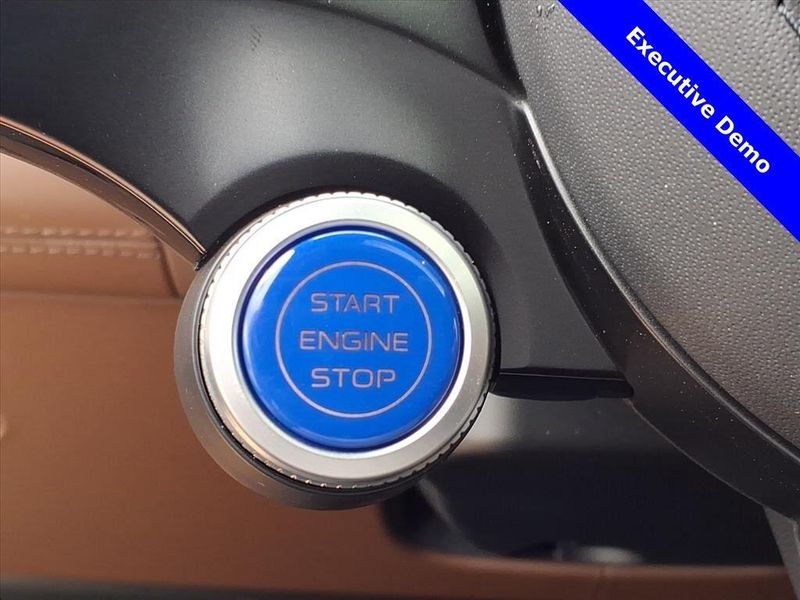 Executive Demo
START
ENGINE
STOP